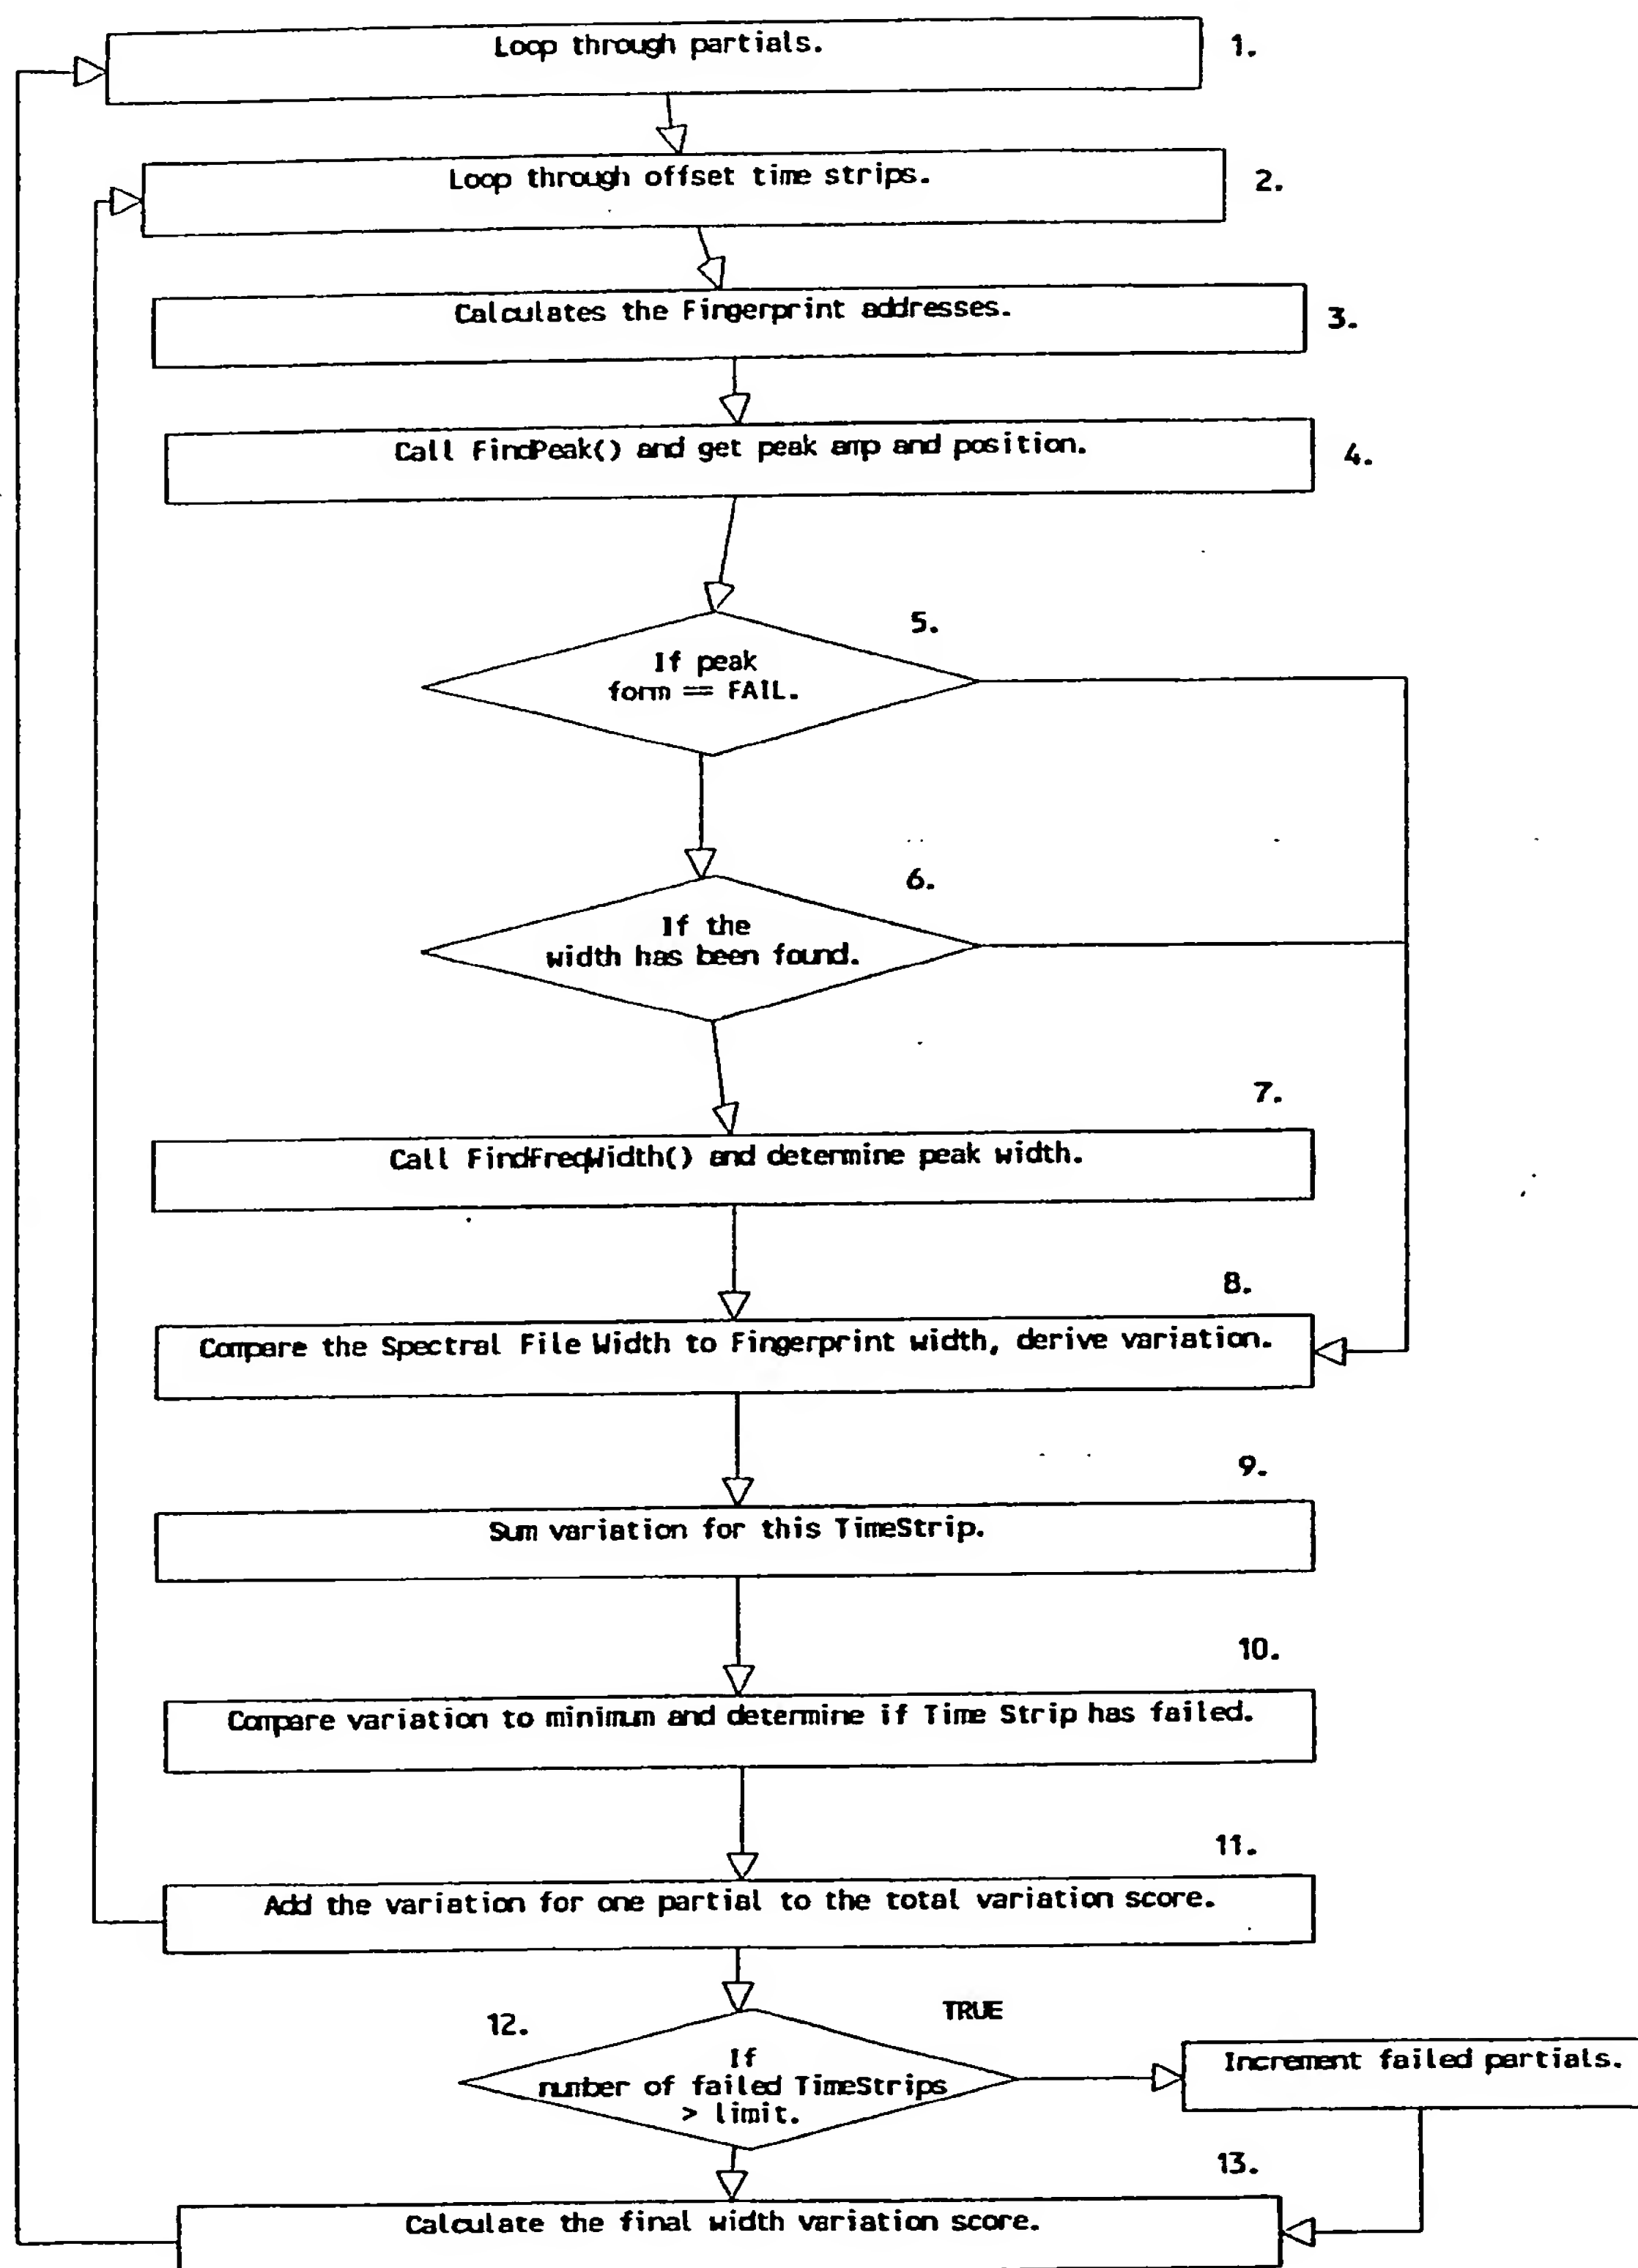 Loop through partials.
1.
Loop through offset time strips.
2.
Calculates the Fingerprint addresses.
3.
Call FindPeak() and get peak amp and position.
4.
5.
If peak
form == FAIL.
6.
If the
width has been found.
7.
Call FindFreqWidth() and determine peak width.
8.
Compare the Spectral File Width to Fingerprint width, derive variation.
9.
Sum variation for this TimeStrip.
10.
Compare variation to minimum and determine if Time Strip has failed.
11.
Add the variation for one partial to the total variation score.
12.
TRUE
If
number of failed TimeStrips
> limit.
Increment failed partials.
13.
Calculate the final width variation score.